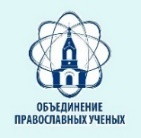 ОБЪЕДИНЕНИЕ
ПРАВОСЛАВНЫХ УЧЕНЫХ